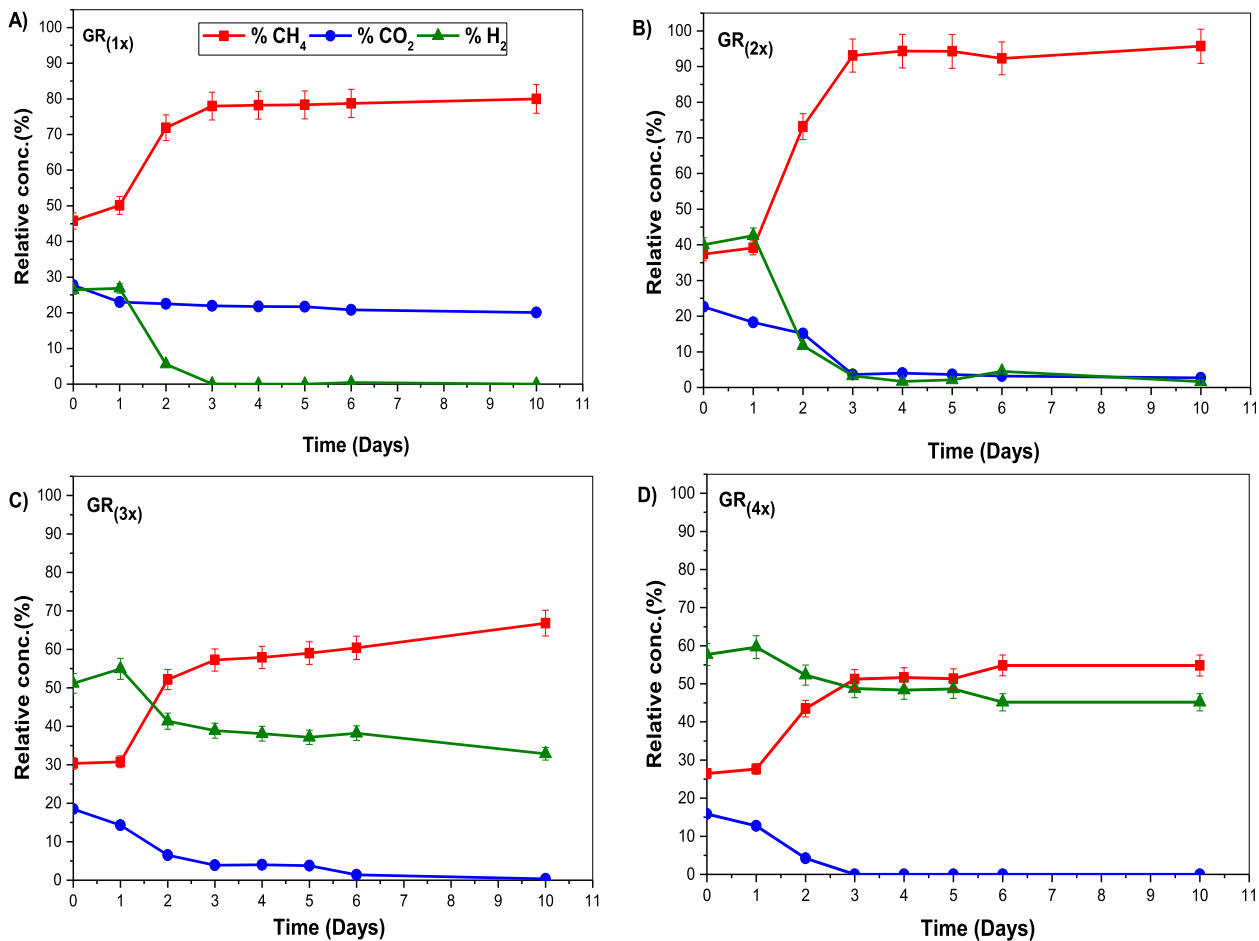 A)
GR(1x)
% CH4 % CO2 % H2
Relative conc.(%)
100
90
80
70
60
50
40
30
20
10
0
0 1 2 3 4 5 6 7 8 9 10 11
Time (Days)
B)
GR(2x)
Relative conc.(%)
100
90
80
70
60
50
40
30
20
10
0
0 1 2 3 4 5 6 7 8 9 10 11
Time (Days)
C)
GR(3x)
Relative conc.(%)
100
90
80
70
60
50
40
30
20
10
0
0 1 2 3 4 5 6 7 8 9 10 11
Time (Days)
D)
GR(4x)
Relative conc.(%)
100
90
80
70
60
50
40
30
20
10
0
0 1 2 3 4 5 6 7 8 9 10 11
Time (Days)